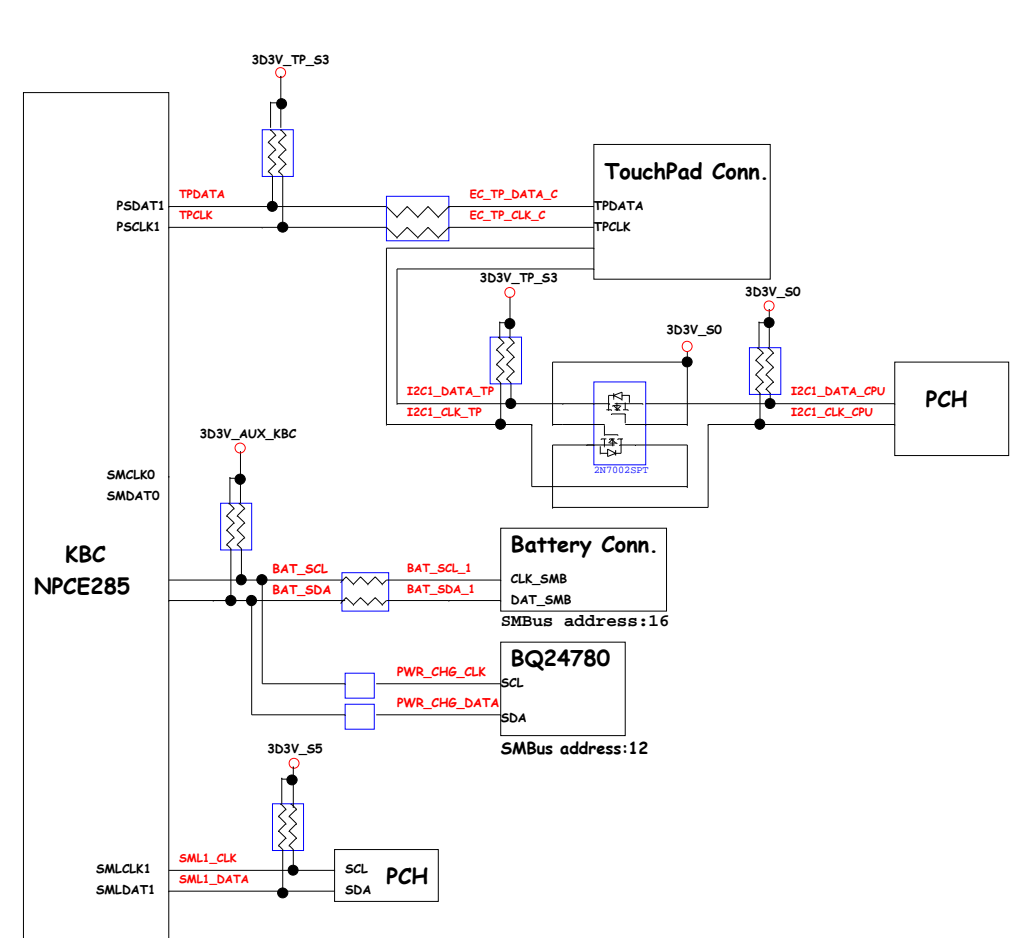 3D3V_TP_S3
TouchPad Conn.
TPDATA
EC_TP_DATA_C
PSDAT1
TPDATA
TPCLK
EC_TP_CLK_C
PSCLK1
TPCLK
3D3V_TP_S3
3D3V_S0
3D3V_S0
I2C1_DATA_TP
I2C1_DATA_CPU
PCH
I2C1_CLK_TP
I2C1_CLK_CPU
3D3V_AUX_KBC
2N7002SPT
SMCLK0
SMDAT0
KBC
NPCE285
Battery Conn.
BAT_SCL
BAT_SCL_1
CLK_SMB
BAT_SDA
BAT_SDA_1
DAT_SMB
SMBus address:16
BQ24780
PWR_CHG_CLK
SCL
PWR_CHG_DATA
SDA
SMBus address:12
3D3V_S5
SML1_CLK
SMLCLK1
SCL
PCH
SML1_DATA
SMLDAT1
SDA